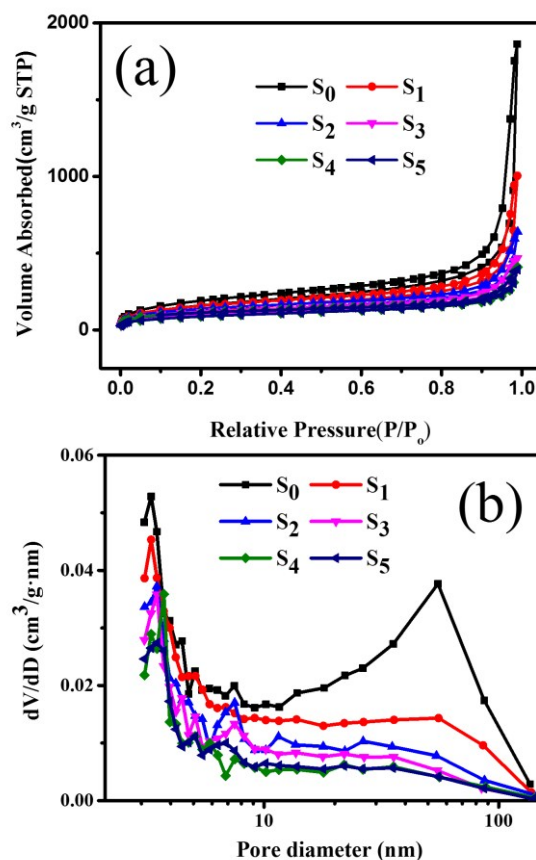 2000
(a)
S0 S1
S2 S3
S4 S5
1000
0
Volume Absorbed(cm3/g STP)
0.0 0.2 0.4 0.6 0.8 1.0
Relative Pressure(P/Po)
0.06
(b)
S0 S1
S2 S3
S4 S5
0.04
0.02
0.00
dV/dD (cm3/g·nm)
10 100
Pore diameter (nm)